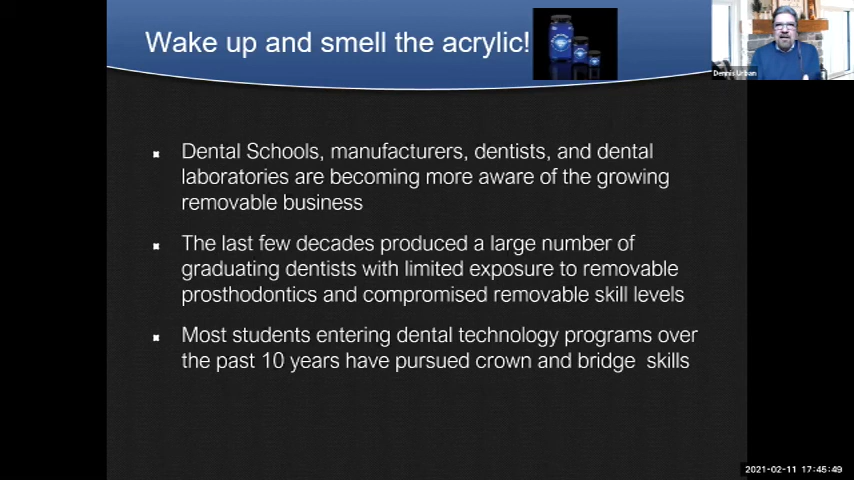 Wake up and smell the acrylic!
Dennis Urban
Dental Schools, manufacturers, dentists, and dental
laboratories are becoming more aware of the growing
removable business
The last few decades produced a large number of
graduating dentists with limited exposure to removable
prosthodontics and compromised removable skill levels
Most students entering dental technology programs over
the past 10 years have pursued crown and bridge skills
2021-02-11 17:45:49